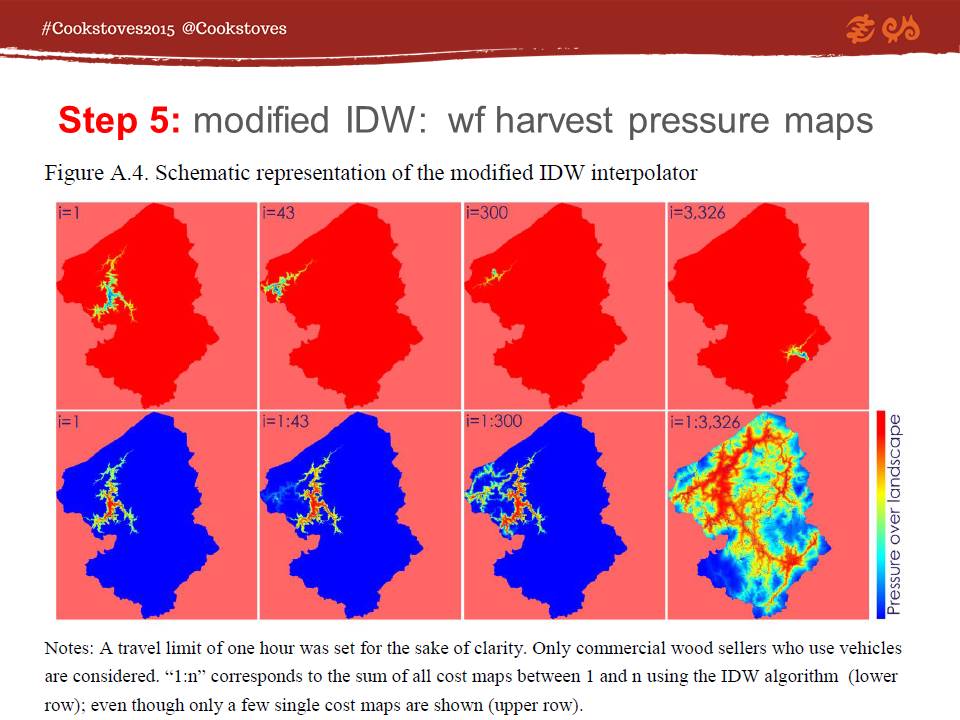 #Cookstoves2015 @Cookstoves
Step 5: modified IDW: wf harvest pressure maps
Figure A.4. Schematic representation of the modified IDW interpolator
i=1 i=43 i=300 i=3,326
i=1 i=1:43 i=1:300 i=1:3,326
Pressure over landscape
Notes: A travel limit of one hour was set for the sake of clarity. Only commercial wood sellers who use vehicles
are considered. “1:n” corresponds to the sum of all cost maps between 1 and n using the IDW algorithm (lower
row); even though only a few single cost maps are shown (upper row).